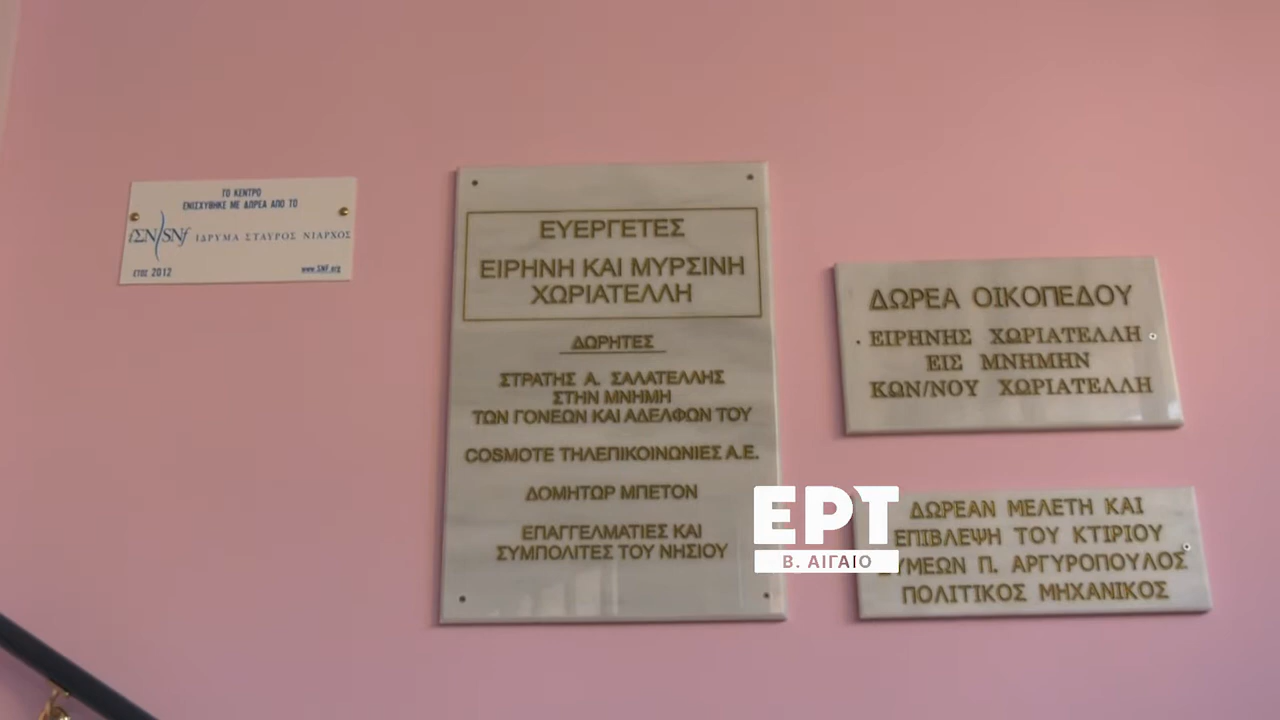 ΤΟ ΚΕΝΤΡΟ
ΕΝΙΣΧΥΘΗΚΕ ΜΕ ΔΩΡΕΑ ΑΠΟ ΤΟ
ΙΣΝ/SNf ΙΔΡΥΜΑ ΣΤΑΥΡΟΣ ΝΙΑΡΧΟΣ
ΕΤΟΣ 2012
www.SNF.org
ΕΥΕΡΓΕΤΕΣ
ΕΙΡΗΝΗ ΚΑΙ ΜΥΡΣΙΝΗ
ΧΩΡΙΑΤΕΛΛΗ
ΔΩΡΗΤΕΣ
ΣΤΡΑΤΗΣ Α. ΣΑΛΑΤΕΛΛΗΣ
ΣΤΗΝ ΜΝΗΜΗ
ΤΩΝ ΓΟΝΕΩΝ ΚΑΙ ΑΔΕΛΦΩΝ ΤΟΥ
COSMOTE ΤΗΛΕΠΙΚΟΙΝΩΝΙΕΣ Α.Ε.
ΔΟΜΗΤΩΡ ΜΠΕΤΟΝ
ΕΠΑΓΓΕΛΜΑΤΙΕΣ ΚΑΙ
ΣΥΜΠΟΛΙΤΕΣ ΤΟΥ ΝΗΣΙΟΥ
ΔΩΡΕΑ ΟΙΚΟΠΕΔΟΥ
ΕΙΡΗΝΗΣ ΧΩΡΙΑΤΕΛΛΗ
ΕΙΣ ΜΝΗΜΗΝ
ΚΩΝ/ΝΟΥ ΧΩΡΙΑΤΕΛΛΗ
ΔΩΡΕΑΝ ΜΕΛΕΤΗ ΚΑΙ
ΕΠΙΒΛΕΨΗ ΤΟΥ ΚΤΙΡΙΟΥ
ΣΥΜΕΩΝ Π. ΑΡΓΥΡΟΠΟΥΛΟΣ
ΠΟΛΙΤΙΚΟΣ ΜΗΧΑΝΙΚΟΣ
ΕΡΤ
Β. ΑΙΓΑΙΟ